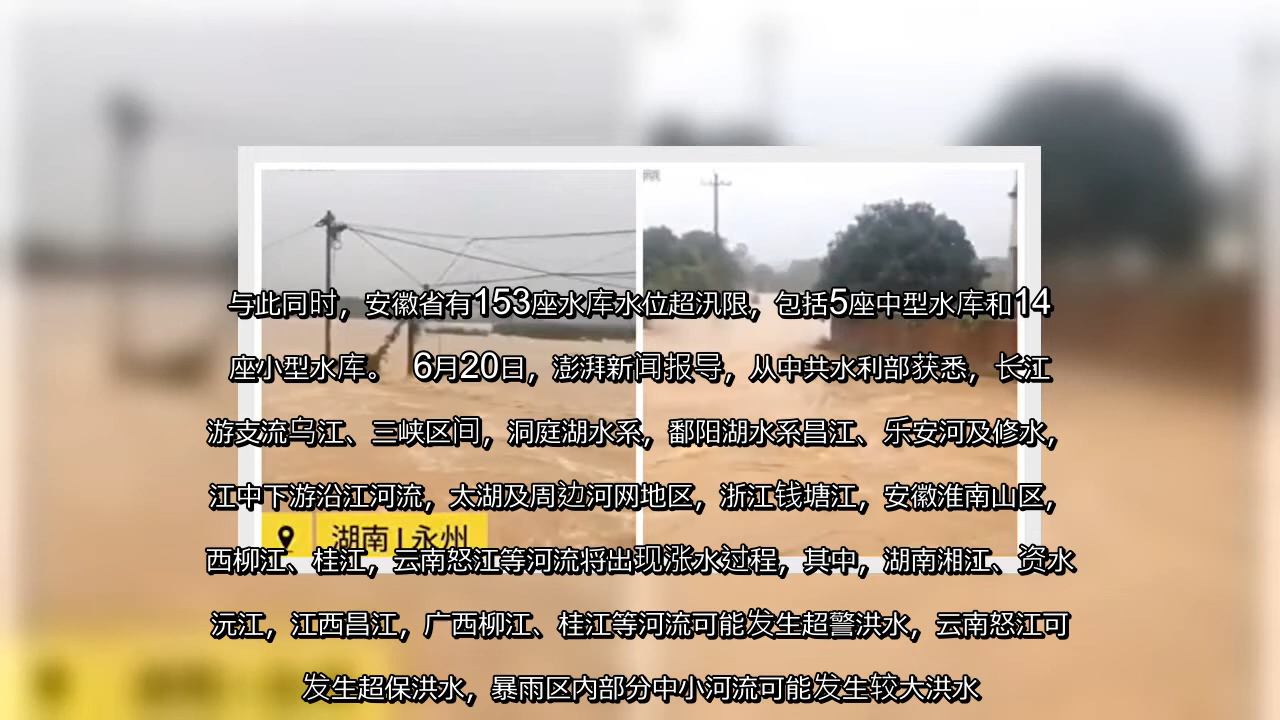 与此同时，安徽省有153座水库水位超汛限，包括5座中型水库和14
座小型水库。 6月20日，澎湃新闻报导，从中共水利部获悉，长江
游支流乌江、三峡区间，洞庭湖水系，鄱阳湖水系昌江、乐安河及修水，
江中下游沿江河流，太湖及周边河网地区，浙江钱塘江，安徽淮南山区，
湖南 | 永州
西柳江、桂江，云南怒江等河流将出现涨水过程，其中，湖南湘江、资水
沅江，江西昌江，广西柳江、桂江等河流可能发生超警洪水，云南怒江可
发生超保洪水，暴雨区内部分中小河流可能发生较大洪水